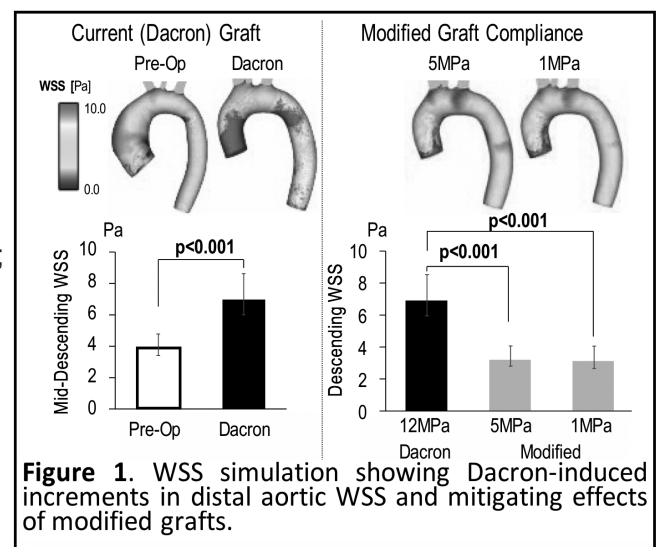 Current (Dacron) Graft
Pre-Op Dacron
WSS [Pa]
10.0
0.0
Pa
Mid-Descending WSS
10
8
6
4
2
0
p<0.001
Pre-Op Dacron
Modified Graft Compliance
5MPa 1MPa
Pa
Descending WSS
10
8
6
4
2
0
p<0.001
p<0.001
12MPa 5MPa 1MPa
Dacron Modified
Figure 1. WSS simulation showing Dacron-induced
increments in distal aortic WSS and mitigating effects
of modified grafts.